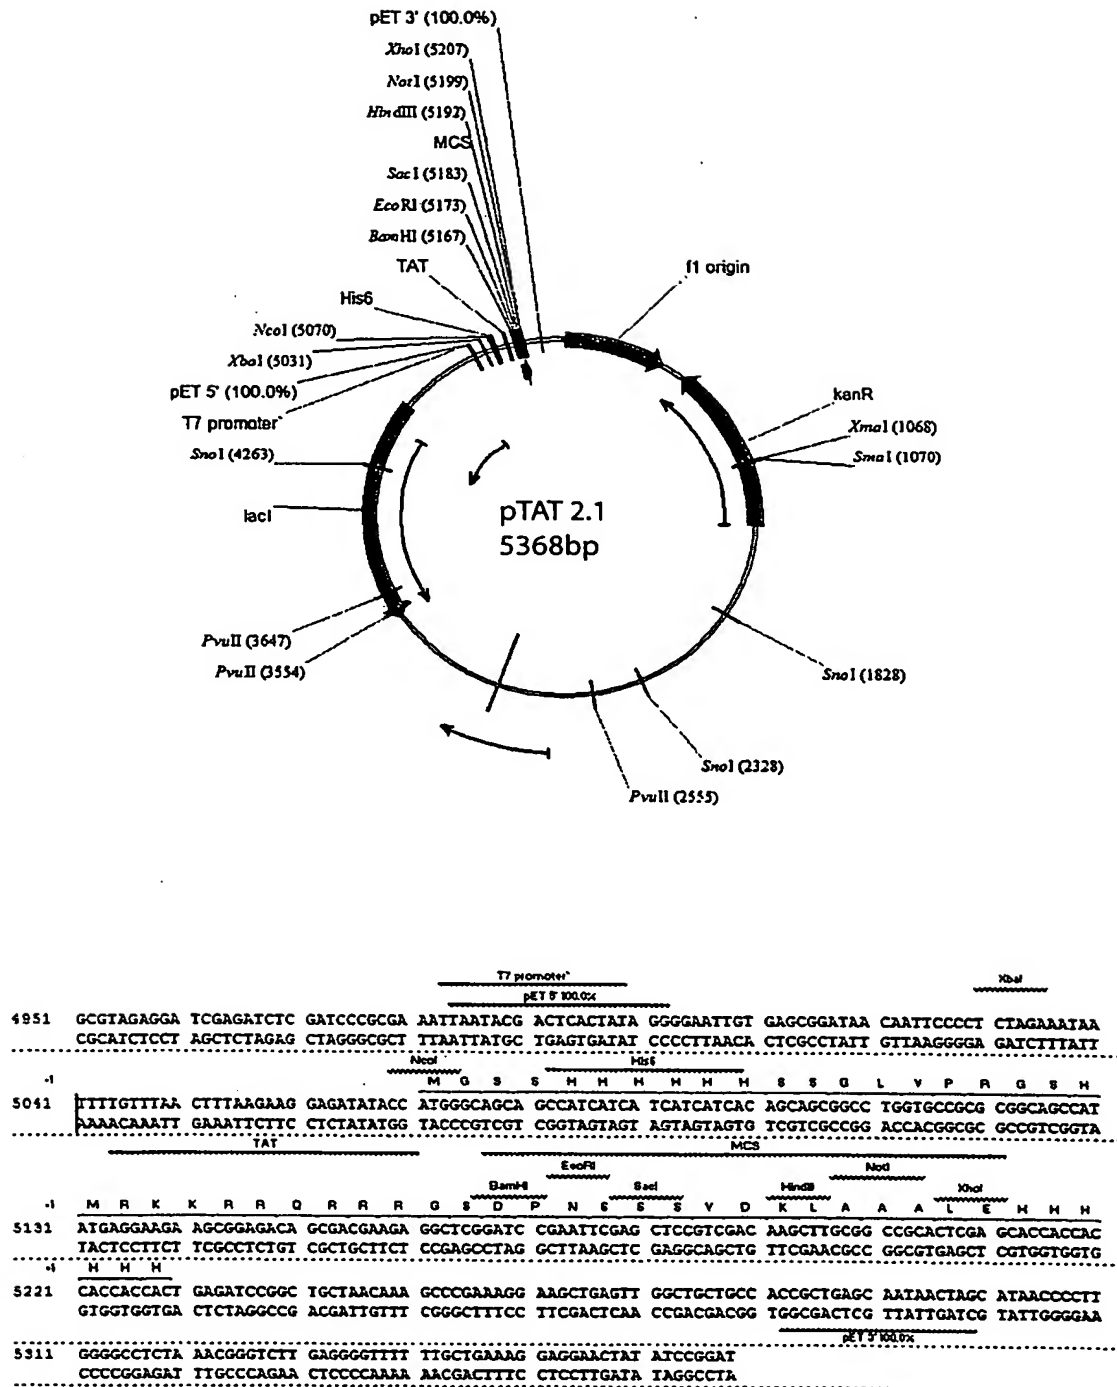 pET 3' (100.0%)
XhoI (5207)
NotI (5199)
HindIII (5192)
MCS
SacI (5183)
EcoRI (5173)
BamHI (5167)
TAT
His6
NcoI (5070)
XbaI (5031)
pET 5' (100.0%)
T7 promoter*
SnoI (4263)
lacI
PvuII (3647)
PvuII (3554)
f1 origin
kanR
XmaI (1068)
SmaI (1070)
SnoI (1828)
SnoI (2328)
PvuII (2555)
pTAT 2.1
5368bp
T7 promoter*
XbaI
pET 5' 100.0%
4951 GCGTAGAGGA TCGAGATCTC GATCCCGCGA AATTAATACG ACTCACTATA GGGGAATTGT GAGCGGATAA CAATTCCCCT CTAGAAATAA
CGCATCTCCT AGCTCTAGAG CTAGGGCGCT TTAATTATGC TGAGTGATAT CCCCTTAACA CTCGCCTATT GTTAAGGGGA GATCTTTATT
NcoI His6
-1 M G S S H H H H H H S S G L V P R G S H
5041 TTTTGTTTAA CTTTAAGAAG GAGATATACC ATGGGCAGCA GCCATCATCA TCATCATCAC AGCAGCGGCC TGGTGCCGCG CGGCAGCCAT
AAAACAAATT GAAATTCTTC CTCTATATGG TACCCGTCGT CGGTAGTAGT AGTAGTAGTG TCGTCGCCGG ACCACGGCGC GCCGTCGGTA
TAT MCS
EcoRI NotI
BamHI SacI HindIII XhoI
-1 M R K K R R Q R R R G S D P N S S S V D K L A A A L E H H H
5131 ATGAGGAAGA AGCGGAGACA GCGACGAAGA GGCTCGGATC CGAATTCGAG CTCCGTCGAC AAGCTTGCGG CCGCACTCGA GCACCACCAC
TACTCCTTCT TCGCCTCTGT CGCTGCTTCT CCGAGCCTAG GCTTAAGCTC GAGGCAGCTG TTCGAACGCC GGCGTGAGCT CGTGGTGGTG
-1 H H H
5221 CACCACCACT GAGATCCGGC TGCTAACAAA GCCCGAAAGG AAGCTGAGTT GGCTGCTGCC ACCGCTGAGC AATAACTAGC ATAACCCCTT
GTGGTGGTGA CTCTAGGCCG ACGATTGTTT CGGGCTTTCC TTCGACTCAA CCGACGACGG TGGCGACTCG TTATTGATCG TATTGGGGAA
pET 3' 100.0%
5311 GGGGCCTCTA AACGGGTCTT GAGGGGTTTT TTGCTGAAAG GAGGAACTAT ATCCGGAT
CCCCGGAGAT TTGCCCAGAA CTCCCCAAAA AACGACTTTC CTCCTTGATA TAGGCCTA